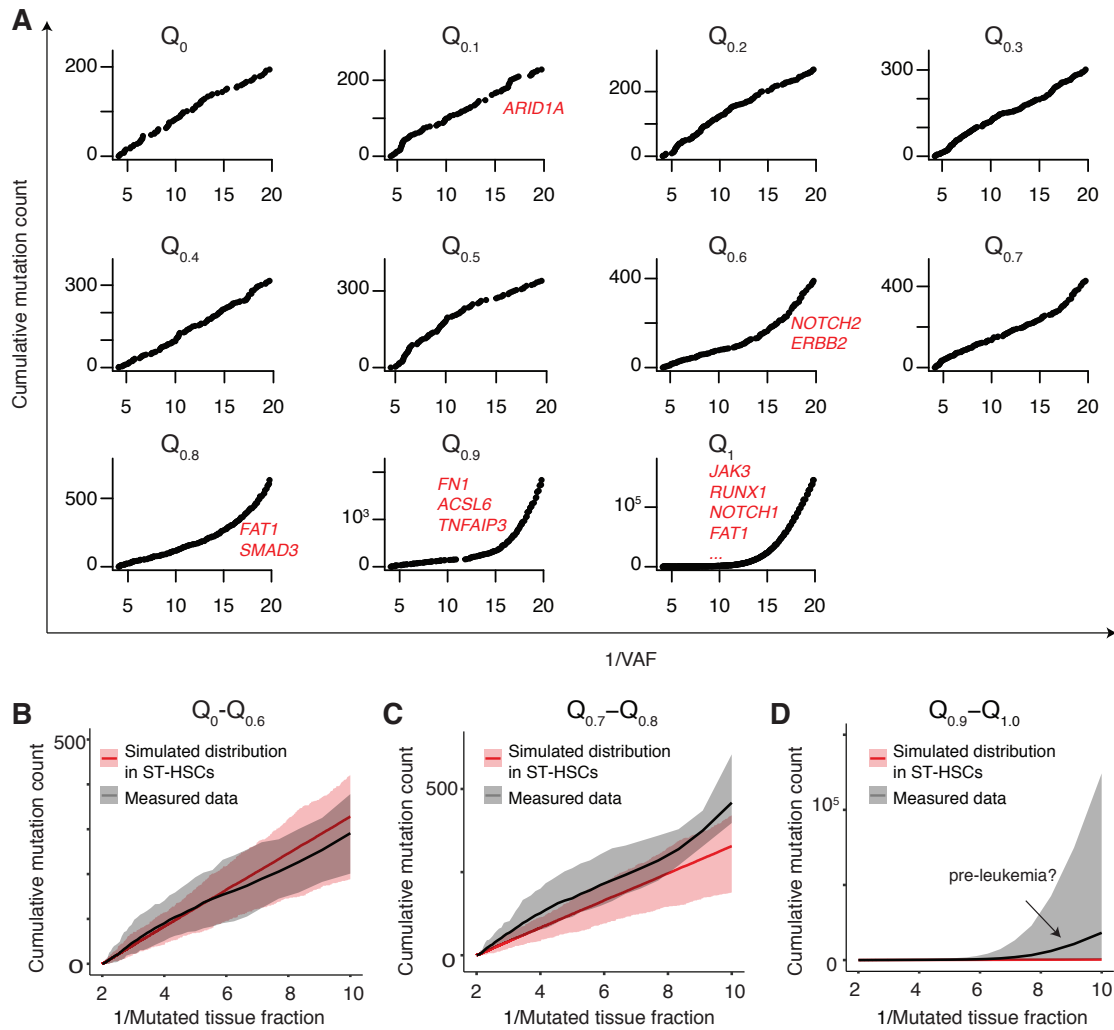 A
Cumulative mutation count
Q0
200
0
5 10 15 20
Q0.1
200
0
5 10 15 20
ARID1A
Q0.2
200
0
5 10 15 20
Q0.3
300
0
5 10 15 20
Q0.4
300
0
5 10 15 20
Q0.5
300
0
5 10 15 20
Q0.6
400
0
5 10 15 20
NOTCH2
ERBB2
Q0.7
400
0
5 10 15 20
Q0.8
500
0
5 10 15 20
FAT1
SMAD3
Q0.9
10³
0
5 10 15 20
FN1
ACSL6
TNFAIP3
Q1
10⁵
0
5 10 15 20
JAK3
RUNX1
NOTCH1
FAT1
...
1/VAF
B
Q0-Q0.6
Cumulative mutation count
500
0
Simulated distribution
in ST-HSCs
Measured data
2 4 6 8 10
1/Mutated tissue fraction
C
Q0.7–Q0.8
Cumulative mutation count
500
0
Simulated distribution
in ST-HSCs
Measured data
2 4 6 8 10
1/Mutated tissue fraction
D
Q0.9–Q1.0
Cumulative mutation count
10⁵
0
Simulated distribution
in ST-HSCs
Measured data
pre-leukemia?
2 4 6 8 10
1/Mutated tissue fraction